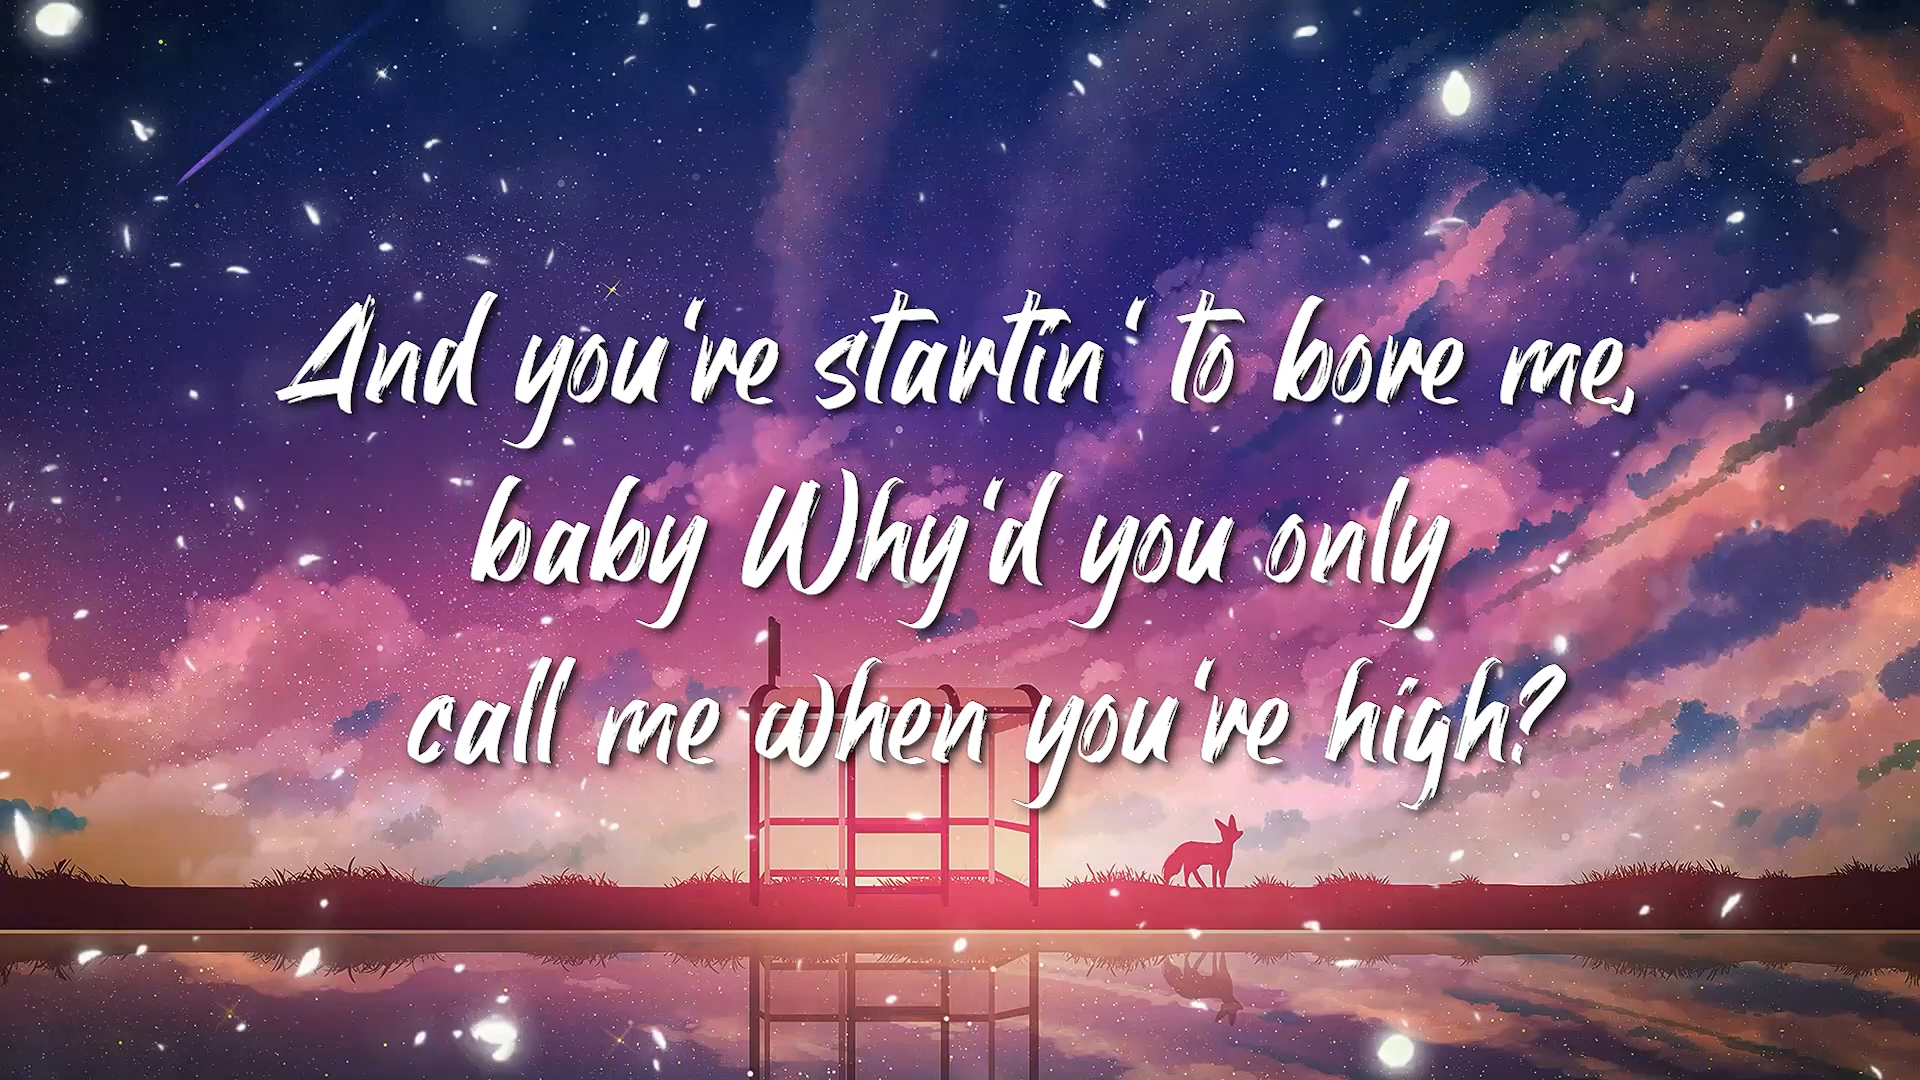 And you're startin' to bore me,
baby Why'd you only
call me when you're high?